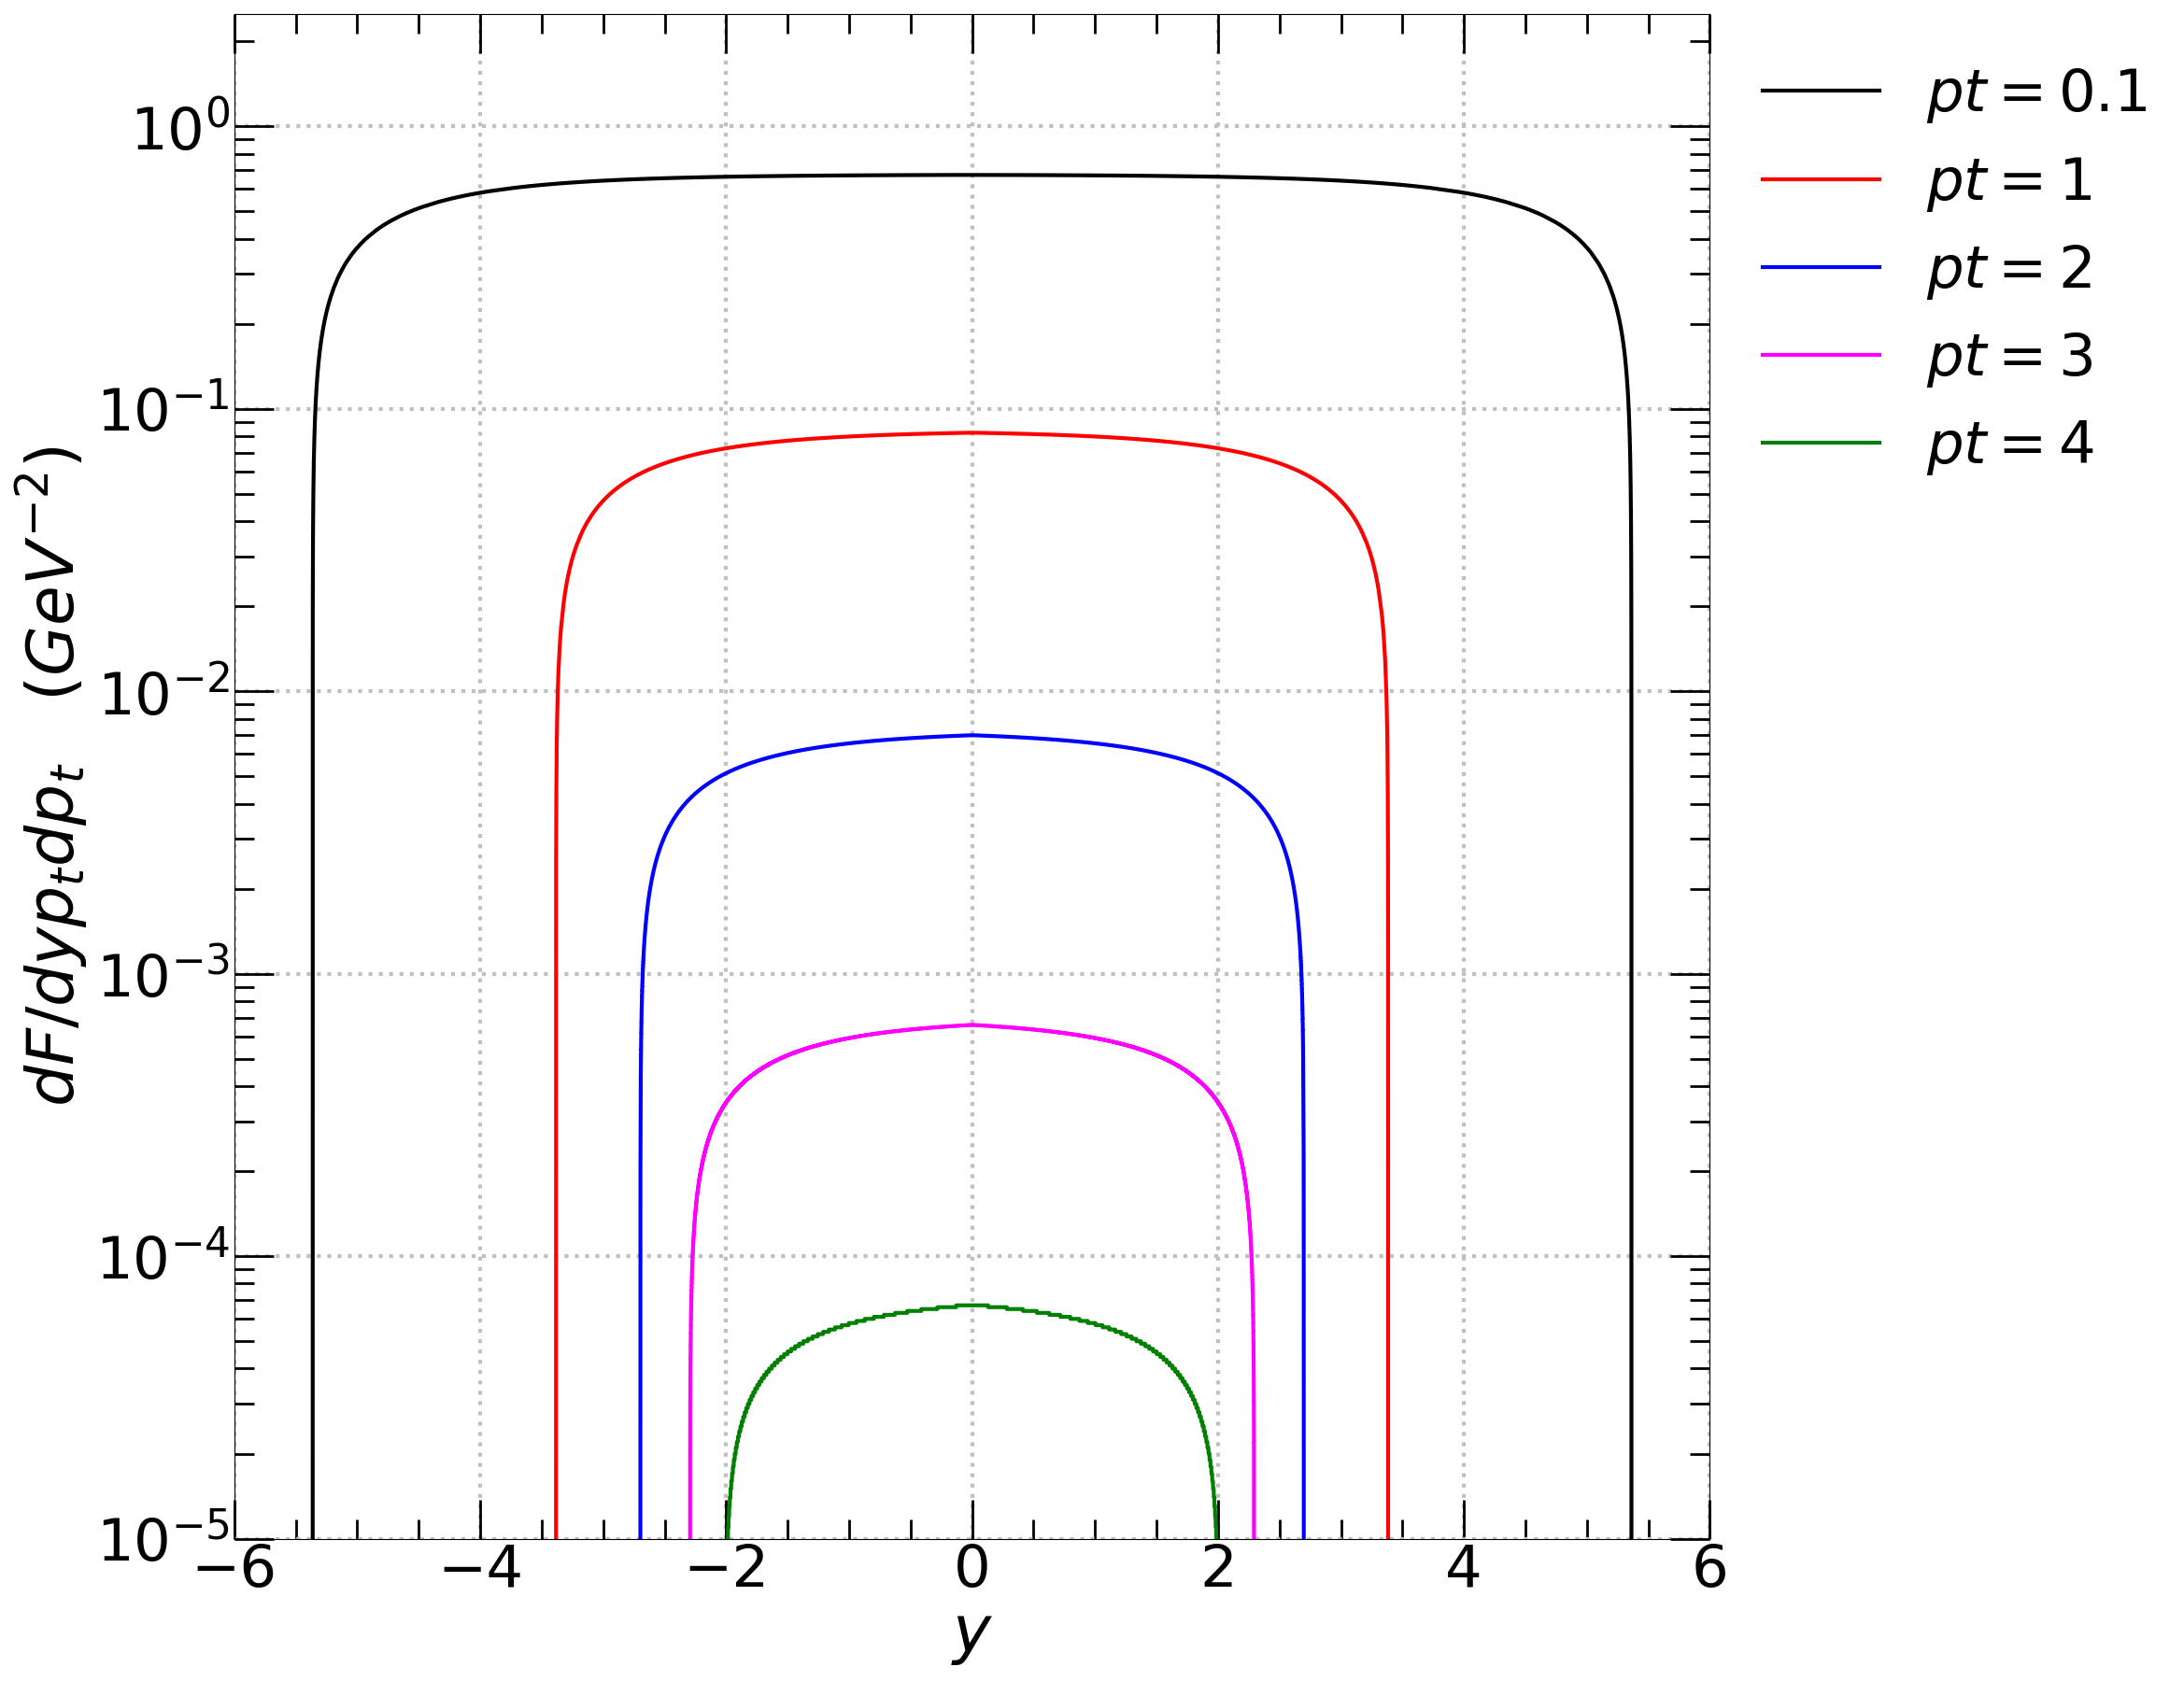 dF/dyp_tdp_t (GeV^{-2})
10^0
10^{-1}
10^{-2}
10^{-3}
10^{-4}
10^{-5}
−6 −4 −2 0 2 4 6
y
pt = 0.1
pt = 1
pt = 2
pt = 3
pt = 4